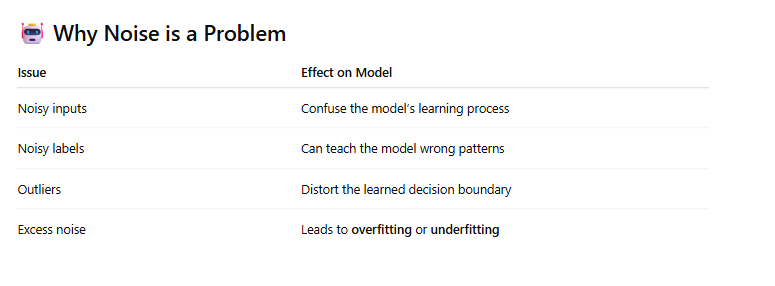 🤖 Why Noise is a Problem
Issue Effect on Model
Noisy inputs Confuse the model's learning process
Noisy labels Can teach the model wrong patterns
Outliers Distort the learned decision boundary
Excess noise Leads to overfitting or underfitting